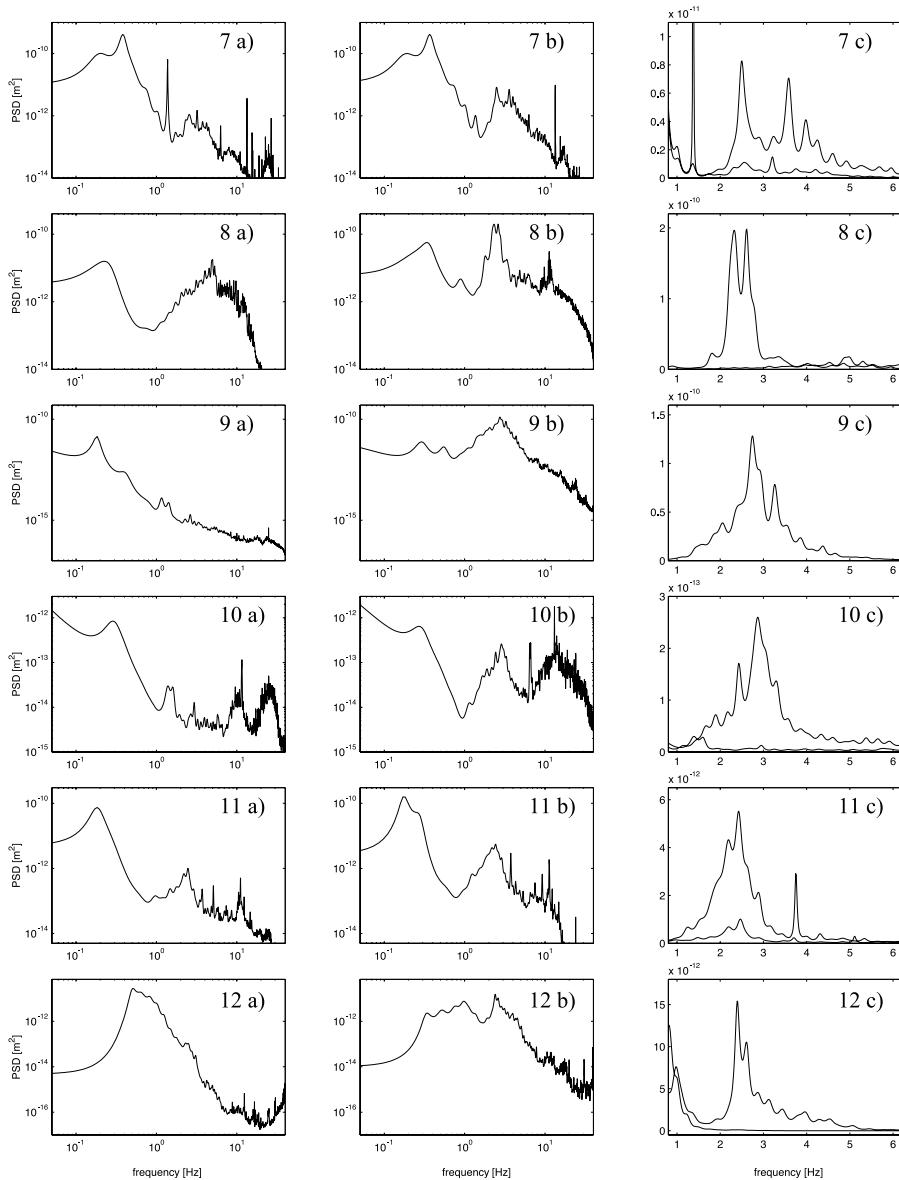 7 a)
PSD [m²]
10⁻¹⁰
10⁻¹²
10⁻¹⁴
10⁻¹
10⁰
10¹
7 b)
10⁻¹⁰
10⁻¹²
10⁻¹⁴
10⁻¹
10⁰
10¹
x 10⁻¹¹
7 c)
1
0.8
0.6
0.4
0.2
0
1 2 3 4 5 6
8 a)
PSD [m²]
10⁻¹⁰
10⁻¹²
10⁻¹⁴
10⁻¹
10⁰
10¹
8 b)
10⁻¹⁰
10⁻¹²
10⁻¹⁴
10⁻¹
10⁰
10¹
x 10⁻¹⁰
8 c)
2
1
0
1 2 3 4 5 6
9 a)
PSD [m²]
10⁻¹⁰
10⁻¹⁵
10⁻¹
10⁰
10¹
9 b)
10⁻¹⁰
10⁻¹⁵
10⁻¹
10⁰
10¹
x 10⁻¹⁰
9 c)
1.5
1
0.5
0
1 2 3 4 5 6
10 a)
PSD [m²]
10⁻¹²
10⁻¹³
10⁻¹⁴
10⁻¹⁵
10⁻¹
10⁰
10¹
10 b)
10⁻¹²
10⁻¹³
10⁻¹⁴
10⁻¹⁵
10⁻¹
10⁰
10¹
x 10⁻¹³
10 c)
3
2
1
0
1 2 3 4 5 6
11 a)
PSD [m²]
10⁻¹⁰
10⁻¹²
10⁻¹⁴
10⁻¹
10⁰
10¹
11 b)
10⁻¹⁰
10⁻¹²
10⁻¹⁴
10⁻¹
10⁰
10¹
x 10⁻¹²
11 c)
6
4
2
0
1 2 3 4 5 6
12 a)
PSD [m²]
10⁻¹²
10⁻¹⁴
10⁻¹⁶
10⁻¹
10⁰
10¹
frequency [Hz]
12 b)
10⁻¹²
10⁻¹⁴
10⁻¹⁶
10⁻¹
10⁰
10¹
frequency [Hz]
x 10⁻¹²
12 c)
15
10
5
0
1 2 3 4 5 6
frequency [Hz]